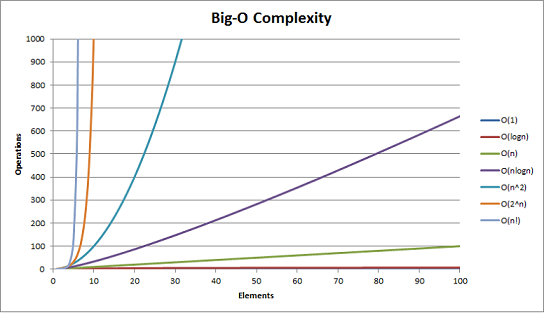 Big-O Complexity
1000
900
800
700
600
500
400
300
200
100
0
Operations
0 10 20 30 40 50 60 70 80 90 100
Elements
O(1)
O(logn)
O(n)
O(nlogn)
O(n^2)
O(2^n)
O(n!)